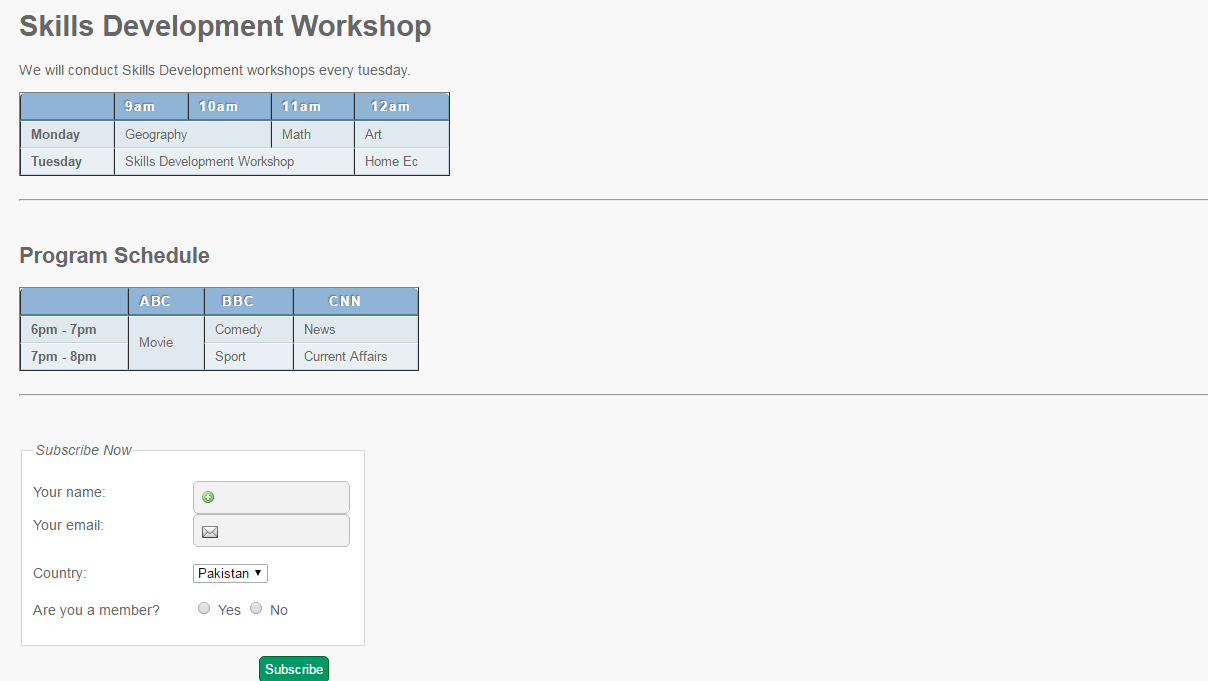 Skills Development Workshop
We will conduct Skills Development workshops every tuesday.
9am 10am 11am 12am
Monday Geography Math Art
Tuesday Skills Development Workshop Home Ec
Program Schedule
ABC BBC CNN
6pm - 7pm Movie Comedy News
7pm - 8pm Sport Current Affairs
Subscribe Now
Your name:
Your email:
Country: Pakistan
Are you a member? Yes No
Subscribe